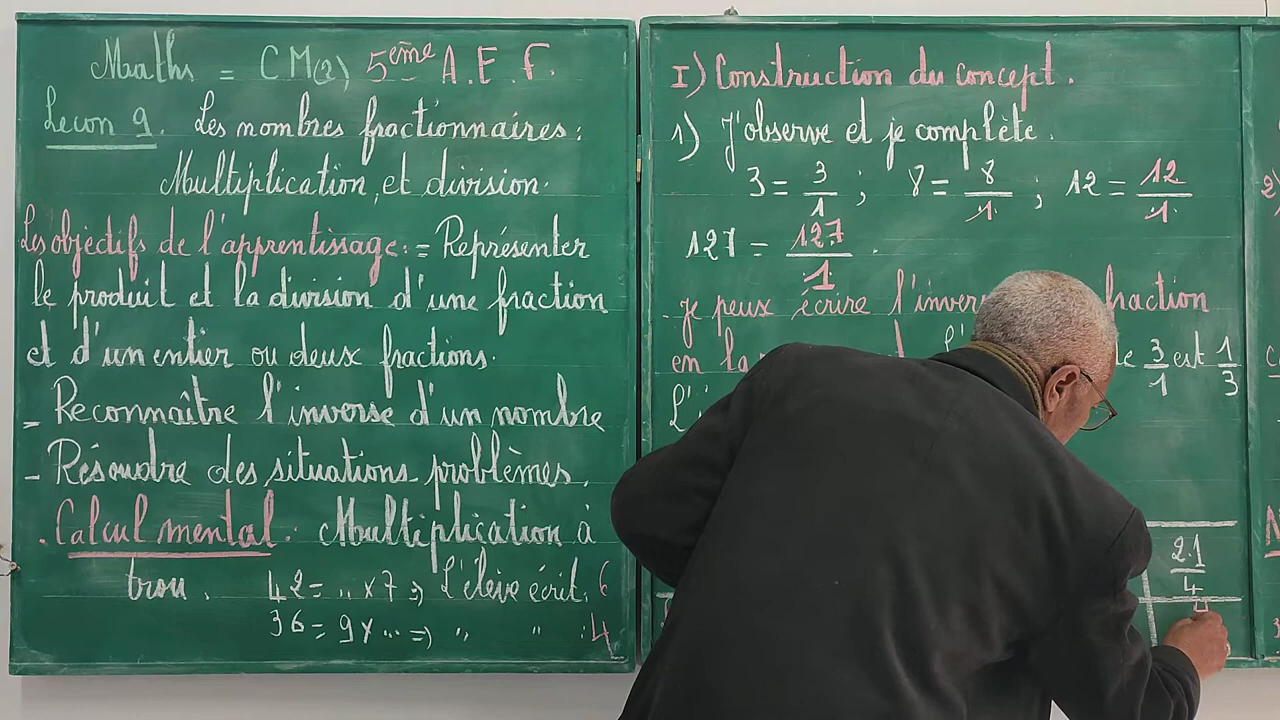 Maths = CM(2) 5ème A.E.F.
Lecon 9. Les nombres fractionnaires :
Multiplication et division.
Les objectifs de l'apprentissage : = Représenter
le produit et la division d'une fraction
et d'un entier ou deux fractions.
- Reconnaître l'inverse d'un nombre
- Résoudre des situations problèmes.
. Calcul mental. Multiplication à
trou. 42 = .. x 7 => L'élève écrit. 6
36 = 9 x ... => " " : 4
I) Construction du concept.
1) J'observe et je complète.
3 = 3/1 ; 8 = 8/1 ; 12 = 12/1
127 = 127/1 .
. je peux écrire l'inver fraction
en la 3/1 est 1/3
L'
21/4